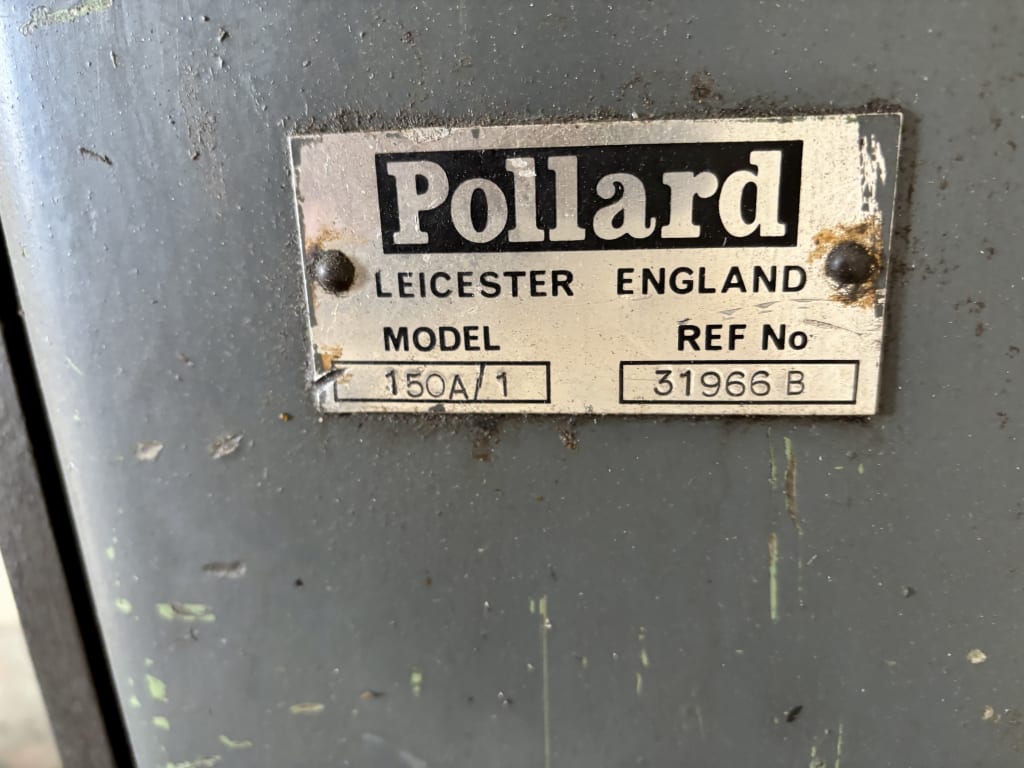 Pollard
LEICESTER ENGLAND
MODEL REF No
150A/1 31966 B